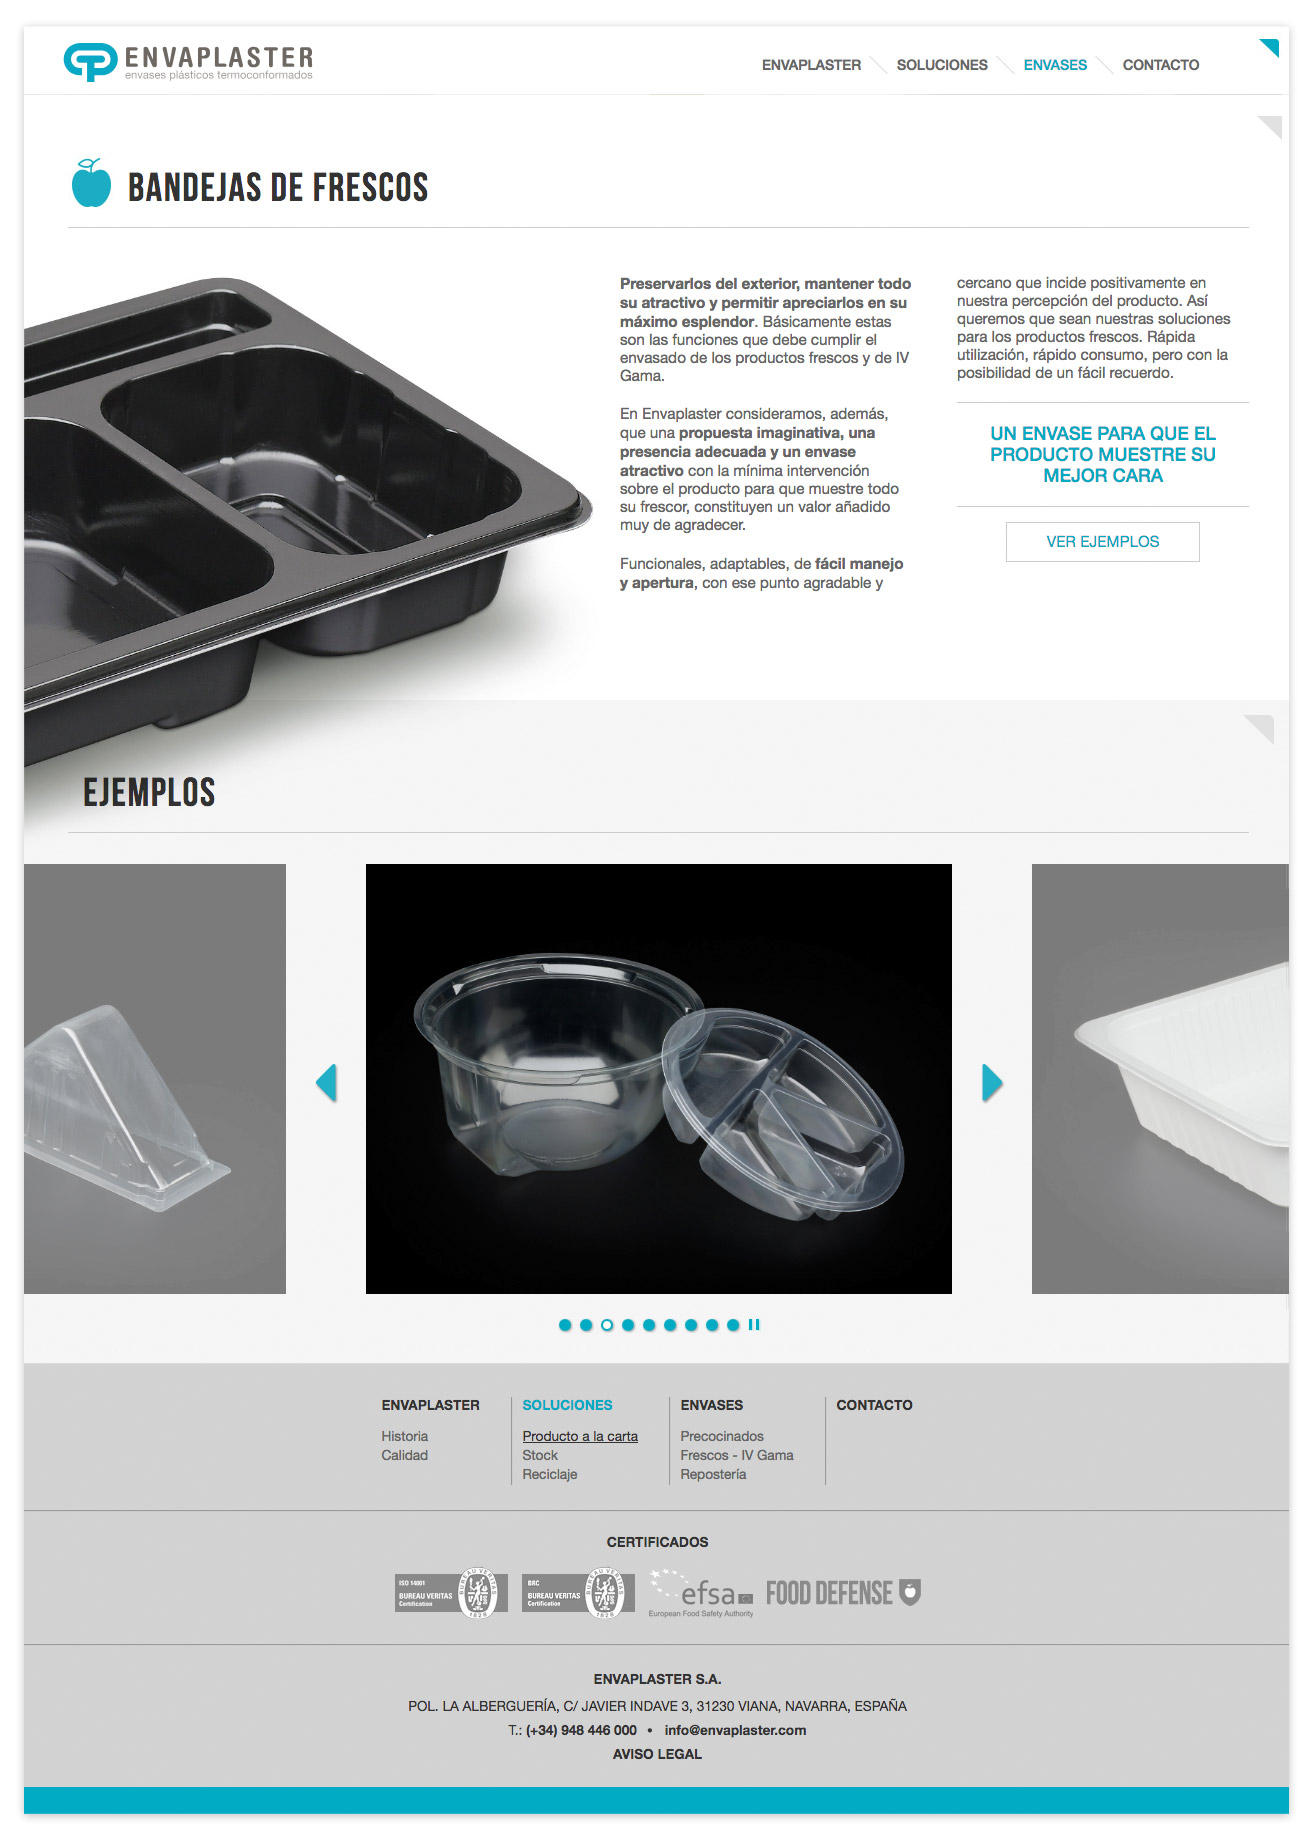 ENVAPLASTER
envases plásticos termoconformados
ENVAPLASTER
SOLUCIONES
ENVASES
CONTACTO
BANDEJAS DE FRESCOS
Preservarlos del exterior, mantener todo
su atractivo y permitir apreciarlos en su
máximo esplendor. Básicamente estas
son las funciones que debe cumplir el
envasado de los productos frescos y de IV
Gama.
En Envaplaster consideramos, además,
que una propuesta imaginativa, una
presencia adecuada y un envase
atractivo con la mínima intervención
sobre el producto para que muestre todo
su frescor, constituyen un valor añadido
muy de agradecer.
Funcionales, adaptables, de fácil manejo
y apertura, con ese punto agradable y
cercano que incide positivamente en
nuestra percepción del producto. Así
queremos que sean nuestras soluciones
para los productos frescos. Rápida
utilización, rápido consumo, pero con la
posibilidad de un fácil recuerdo.
UN ENVASE PARA QUE EL
PRODUCTO MUESTRE SU
MEJOR CARA
VER EJEMPLOS
EJEMPLOS
ENVAPLASTER
Historia
Calidad
SOLUCIONES
Producto a la carta
Stock
Reciclaje
ENVASES
Precocinados
Frescos - IV Gama
Repostería
CONTACTO
CERTIFICADOS
ISO 14001
BUREAU VERITAS
Certification
BUREAU VERITAS
1828
BRC
BUREAU VERITAS
Certification
BUREAU VERITAS
1828
efsa
European Food Safety Authority
FOOD DEFENSE
ENVAPLASTER S.A.
POL. LA ALBERGUERÍA, C/ JAVIER INDAVE 3, 31230 VIANA, NAVARRA, ESPAÑA
T.: (+34) 948 446 000 • info@envaplaster.com
AVISO LEGAL